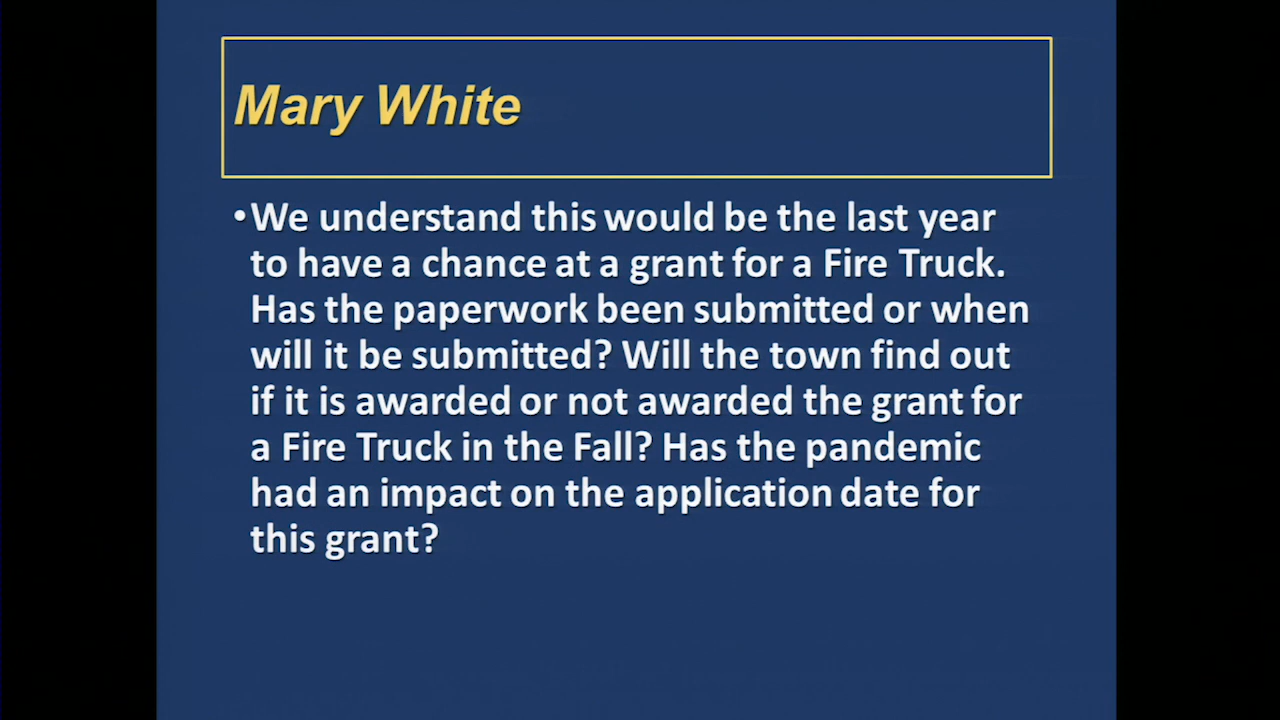 Mary White
•We understand this would be the last year
to have a chance at a grant for a Fire Truck.
Has the paperwork been submitted or when
will it be submitted? Will the town find out
if it is awarded or not awarded the grant for
a Fire Truck in the Fall? Has the pandemic
had an impact on the application date for
this grant?